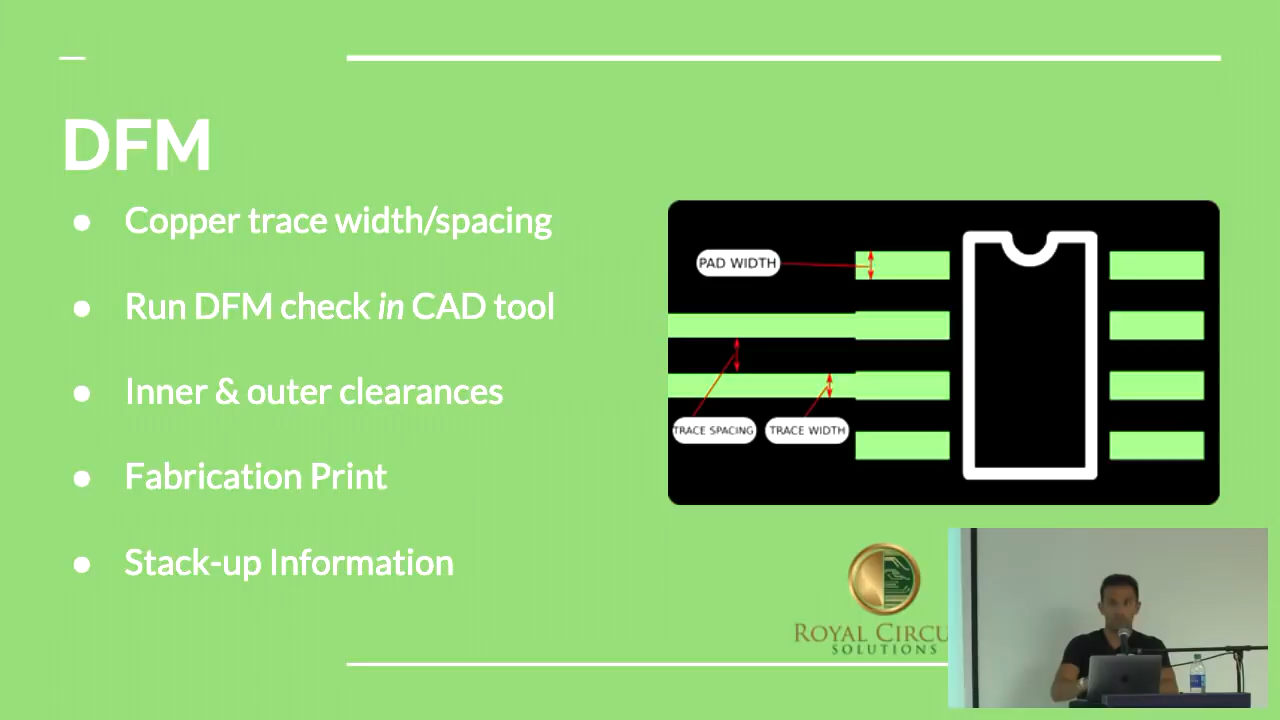 DFM
● Copper trace width/spacing
● Run DFM check in CAD tool
● Inner & outer clearances
● Fabrication Print
● Stack-up Information
PAD WIDTH
TRACE SPACING
TRACE WIDTH
ROYAL CIRCU
SOLUTIONS